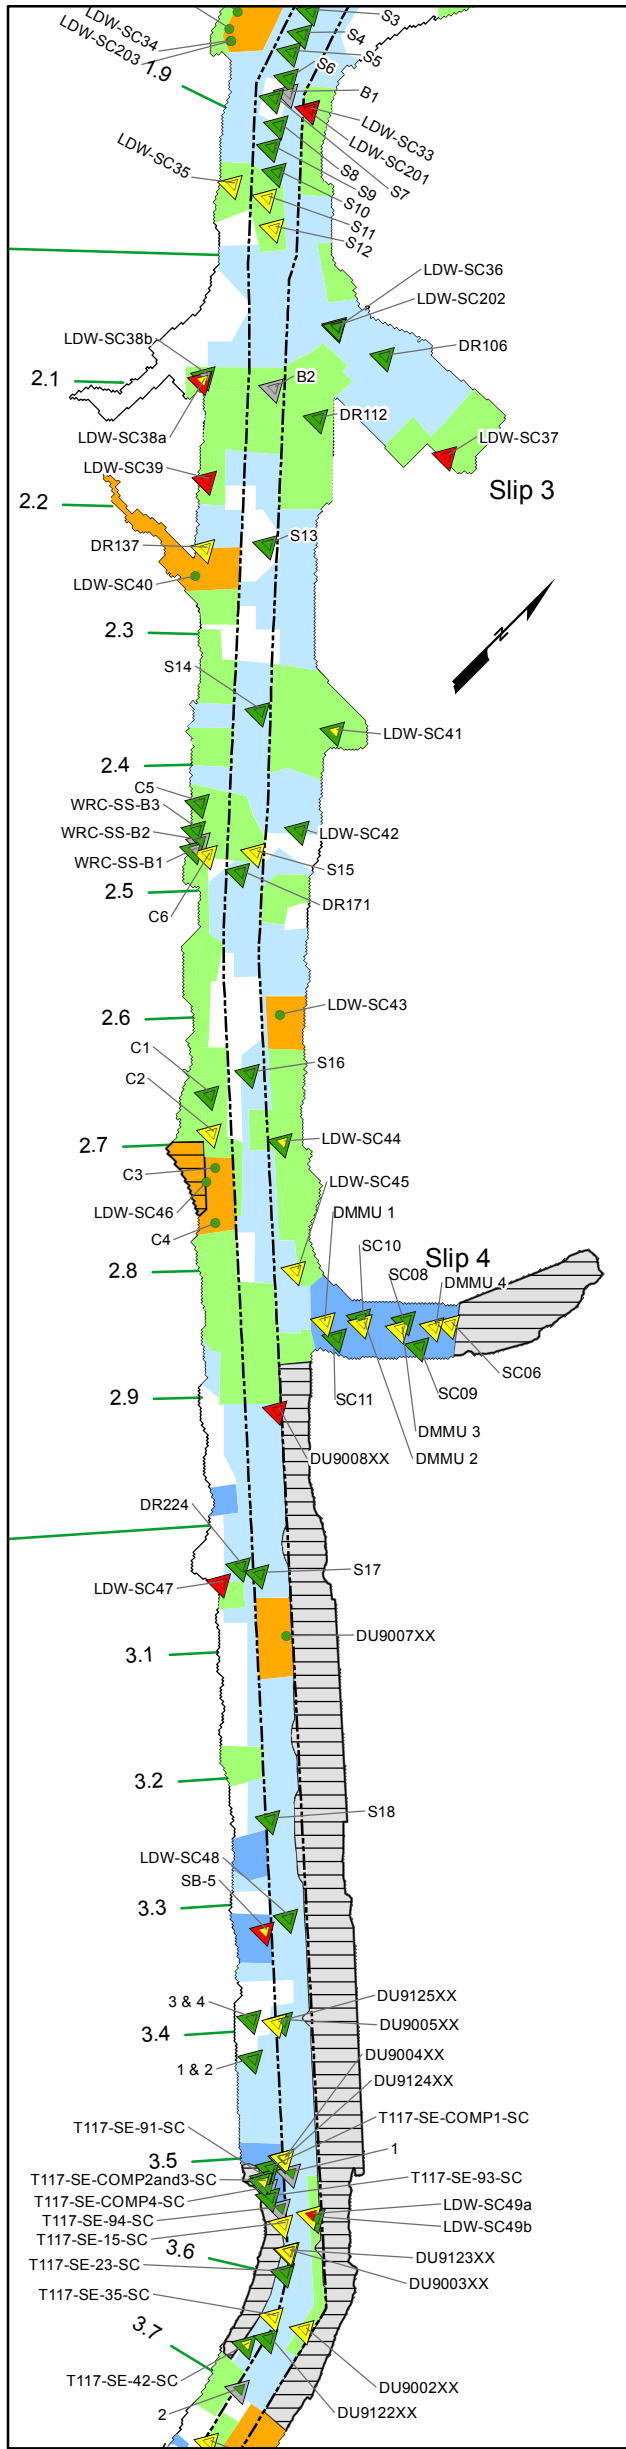 S3
LDW-SC34
S4
LDW-SC203
S5
1.9
S6
B1
LDW-SC33
LDW-SC201
S7
LDW-SC35
S8
S9
S10
S11
S12
LDW-SC36
LDW-SC202
LDW-SC38b
DR106
2.1
B2
DR112
LDW-SC38a
LDW-SC37
LDW-SC39
Slip 3
2.2
DR137
S13
LDW-SC40
N
2.3
S14
LDW-SC41
2.4
C5
WRC-SS-B3
WRC-SS-B2
LDW-SC42
WRC-SS-B1
S15
2.5
DR171
C6
LDW-SC43
2.6
C1
S16
C2
2.7
LDW-SC44
C3
LDW-SC45
LDW-SC46
DMMU 1
C4
SC10
Slip 4
2.8
SC08
DMMU 4
SC06
SC09
SC11
2.9
DMMU 3
DU9008XX
DMMU 2
DR224
S17
LDW-SC47
DU9007XX
3.1
3.2
S18
LDW-SC48
SB-5
3.3
DU9125XX
3 & 4
DU9005XX
3.4
DU9004XX
1 & 2
DU9124XX
T117-SE-COMP1-SC
T117-SE-91-SC
1
3.5
T117-SE-93-SC
T117-SE-COMP2and3-SC
T117-SE-COMP4-SC
LDW-SC49a
T117-SE-94-SC
LDW-SC49b
T117-SE-15-SC
3.6
DU9123XX
T117-SE-23-SC
DU9003XX
T117-SE-35-SC
3.7
T117-SE-42-SC
DU9002XX
2
DU9122XX